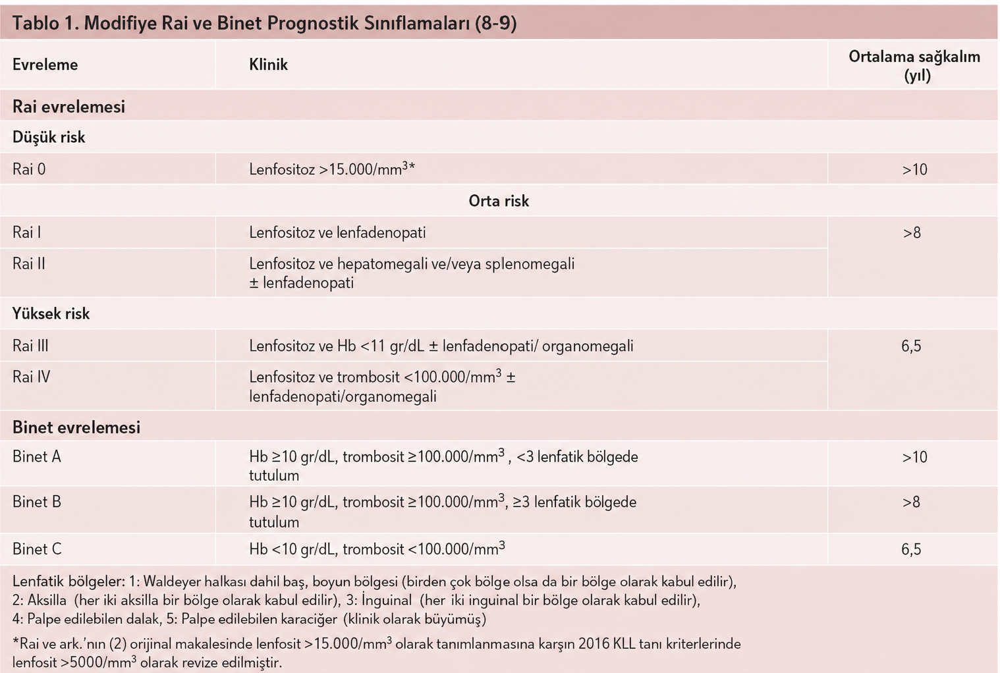 Tablo 1. Modifiye Rai ve Binet Prognostik Sınıflamaları (8-9)
Evreleme Klinik Ortalama sağkalım
(yıl)
Rai evrelemesi
Düşük risk
Rai 0 Lenfositoz >15.000/mm³* >10
Orta risk
Rai I Lenfositoz ve lenfadenopati >8
Rai II Lenfositoz ve hepatomegali ve/veya splenomegali
± lenfadenopati
Yüksek risk
Rai III Lenfositoz ve Hb <11 gr/dL ± lenfadenopati/ organomegali 6,5
Rai IV Lenfositoz ve trombosit <100.000/mm³ ±
lenfadenopati/organomegali
Binet evrelemesi
Binet A Hb ≥10 gr/dL, trombosit ≥100.000/mm³ , <3 lenfatik bölgede >10
tutulum
Binet B Hb ≥10 gr/dL, trombosit ≥100.000/mm³, ≥3 lenfatik bölgede >8
tutulum
Binet C Hb <10 gr/dL, trombosit <100.000/mm³ 6,5
Lenfatik bölgeler: 1: Waldeyer halkası dahil baş, boyun bölgesi (birden çok bölge olsa da bir bölge olarak kabul edilir),
2: Aksilla (her iki aksilla bir bölge olarak kabul edilir), 3: İnguinal (her iki inguinal bir bölge olarak kabul edilir),
4: Palpe edilebilen dalak, 5: Palpe edilebilen karaciğer (klinik olarak büyümüş)
*Rai ve ark.'nın (2) orijinal makalesinde lenfosit >15.000/mm³ olarak tanımlanmasına karşın 2016 KLL tanı kriterlerinde
lenfosit >5000/mm³ olarak revize edilmiştir.